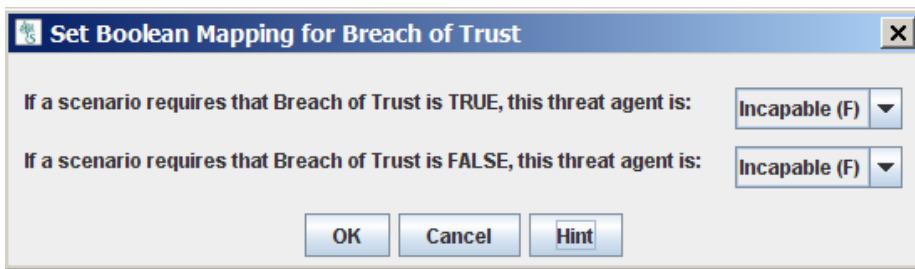 Set Boolean Mapping for Breach of Trust
If a scenario requires that Breach of Trust is TRUE, this threat agent is: Incapable (F)
If a scenario requires that Breach of Trust is FALSE, this threat agent is: Incapable (F)
OK Cancel Hint